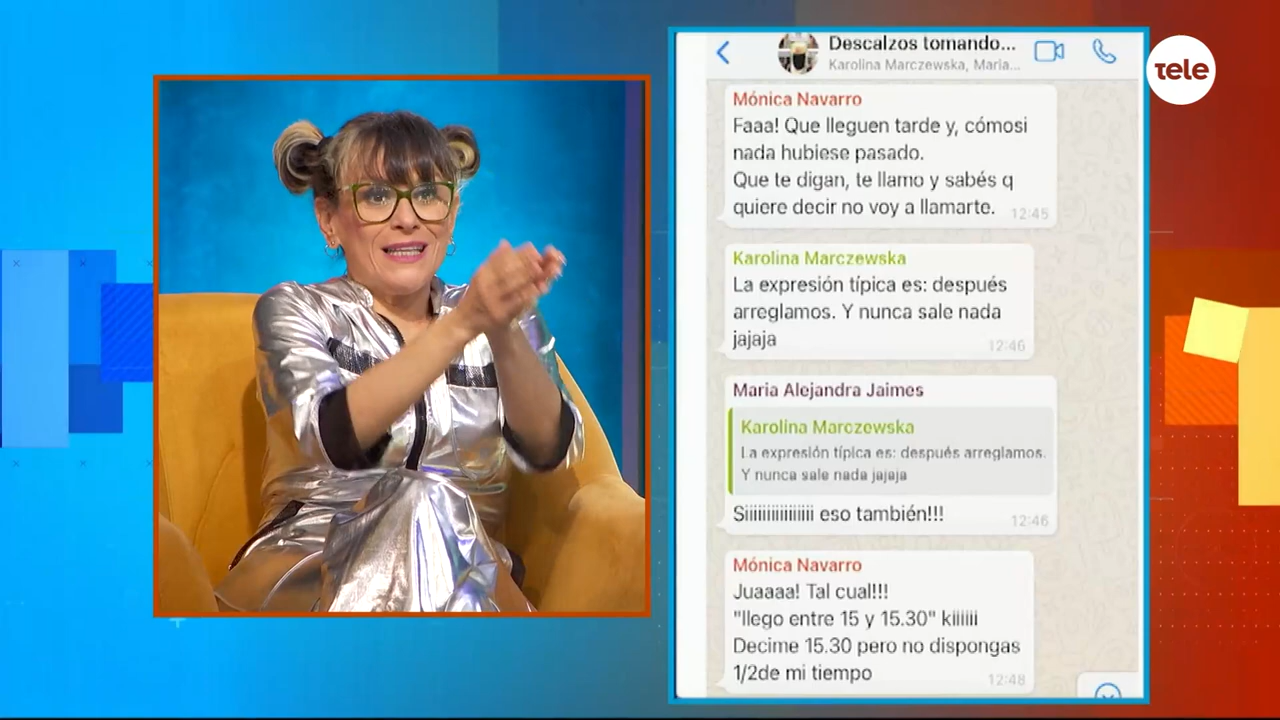 Descalzos tomando...
Karolina Marczewska, Maria...
tele
Mónica Navarro
Faaa! Que lleguen tarde y, cómosi
nada hubiese pasado.
Que te digan, te llamo y sabés q
quiere decir no voy a llamarte.
12:45
Karolina Marczewska
La expresión típica es: después
arreglamos. Y nunca sale nada
jajaja
12:46
Maria Alejandra Jaimes
Karolina Marczewska
La expresión típica es: después arreglamos.
Y nunca sale nada jajaja
Siiiiiiiiiiiiiiii eso también!!!
12:46
Mónica Navarro
Juaaaa! Tal cual!!!
"llego entre 15 y 15.30" kiiiiii
Decime 15.30 pero no dispongas
1/2de mi tiempo
12:48